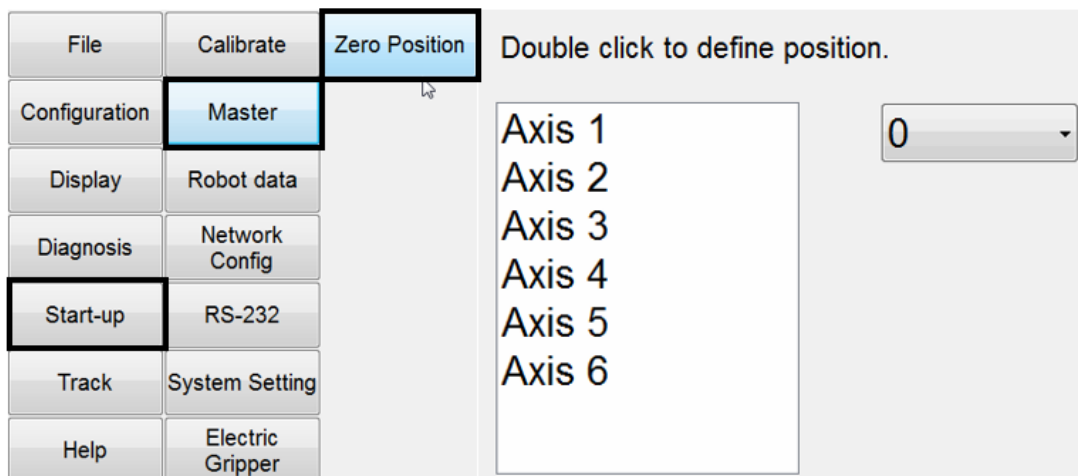 File
Calibrate
Zero Position
Double click to define position.
Configuration
Master
Axis 1
0
Axis 2
Display
Robot data
Axis 3
Diagnosis
Network
Config
Axis 4
Start-up
RS-232
Axis 5
Axis 6
Track
System Setting
Help
Electric
Gripper